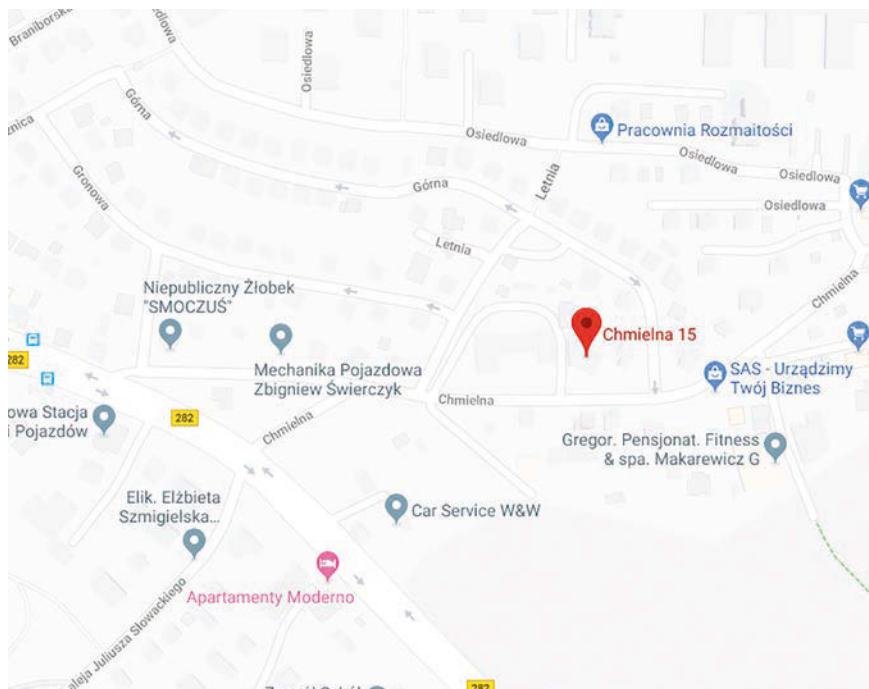 Braniborska
Osiedlowa
Osiedlowa
Górna
Osiedlowa
Pracownia Rozmaitości
Osiedlowa
Osiedlowa
Osiedlowa
Letnia
Górna
Gronowa
Letnia
Chmielna
Niepubliczny Żłobek
"SMOCZUŚ"
Chmielna 15
282
Mechanika Pojazdowa
Zbigniew Świerczyk
SAS - Urządzimy
Twój Biznes
Chmielna
owa Stacja
i Pojazdów
282
Chmielna
Gregor. Pensjonat. Fitness
& spa. Makarewicz G
Elik. Elżbieta
Szmigielska...
Car Service W&W
Apartamenty Moderno
aleja Juliusza Słowackiego
282